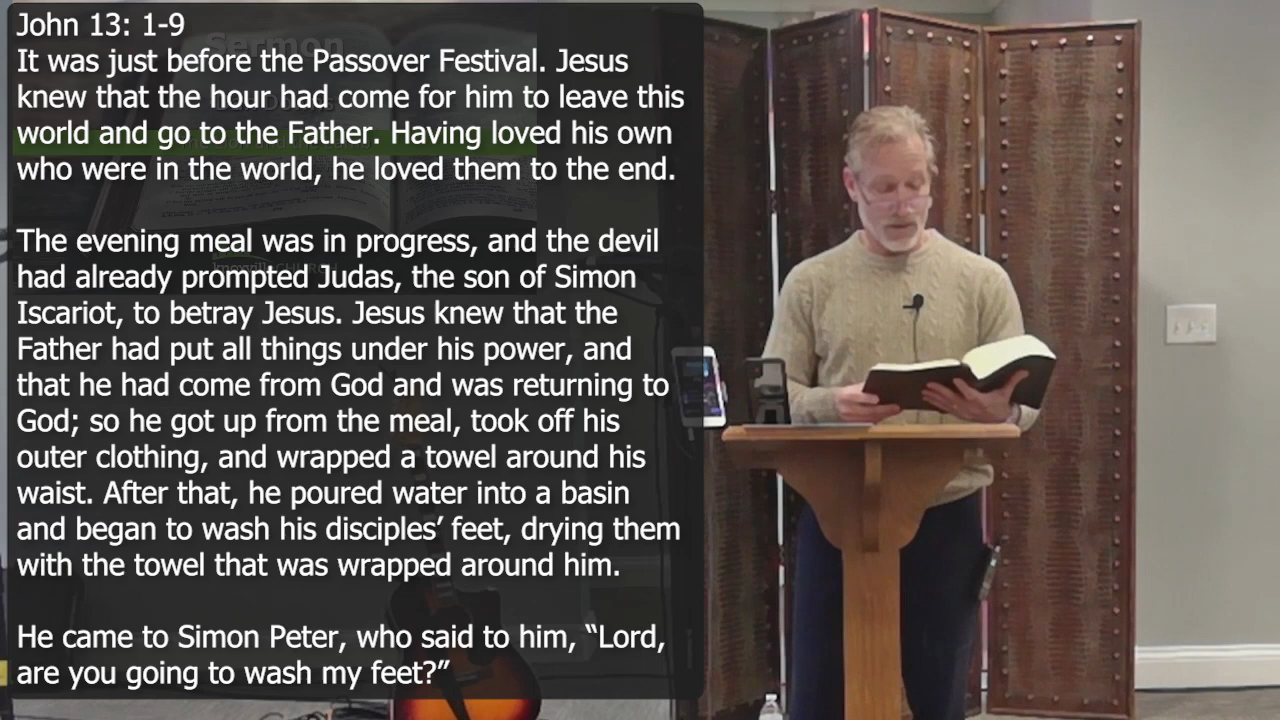 John 13: 1-9
It was just before the Passover Festival. Jesus
knew that the hour had come for him to leave this
world and go to the Father. Having loved his own
who were in the world, he loved them to the end.
The evening meal was in progress, and the devil
had already prompted Judas, the son of Simon
Iscariot, to betray Jesus. Jesus knew that the
Father had put all things under his power, and
that he had come from God and was returning to
God; so he got up from the meal, took off his
outer clothing, and wrapped a towel around his
waist. After that, he poured water into a basin
and began to wash his disciples’ feet, drying them
with the towel that was wrapped around him.
He came to Simon Peter, who said to him, “Lord,
are you going to wash my feet?”
Sermon